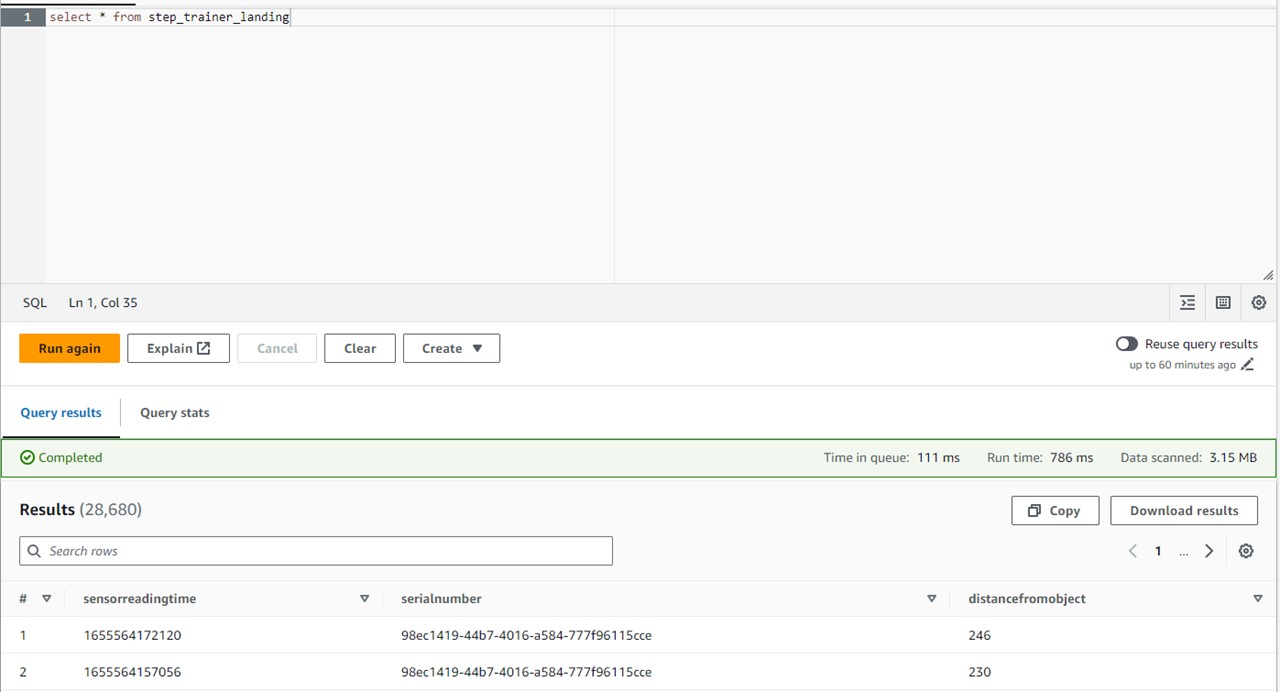 1 select * from step_trainer_landing
SQL Ln 1, Col 35
Run again Explain Cancel Clear Create Reuse query results
up to 60 minutes ago
Query results Query stats
Completed Time in queue: 111 ms Run time: 786 ms Data scanned: 3.15 MB
Results (28,680) Copy Download results
Search rows 1 ...
# sensorreadingtime serialnumber distancefromobject
1 1655564172120 98ec1419-44b7-4016-a584-777f96115cce 246
2 1655564157056 98ec1419-44b7-4016-a584-777f96115cce 230